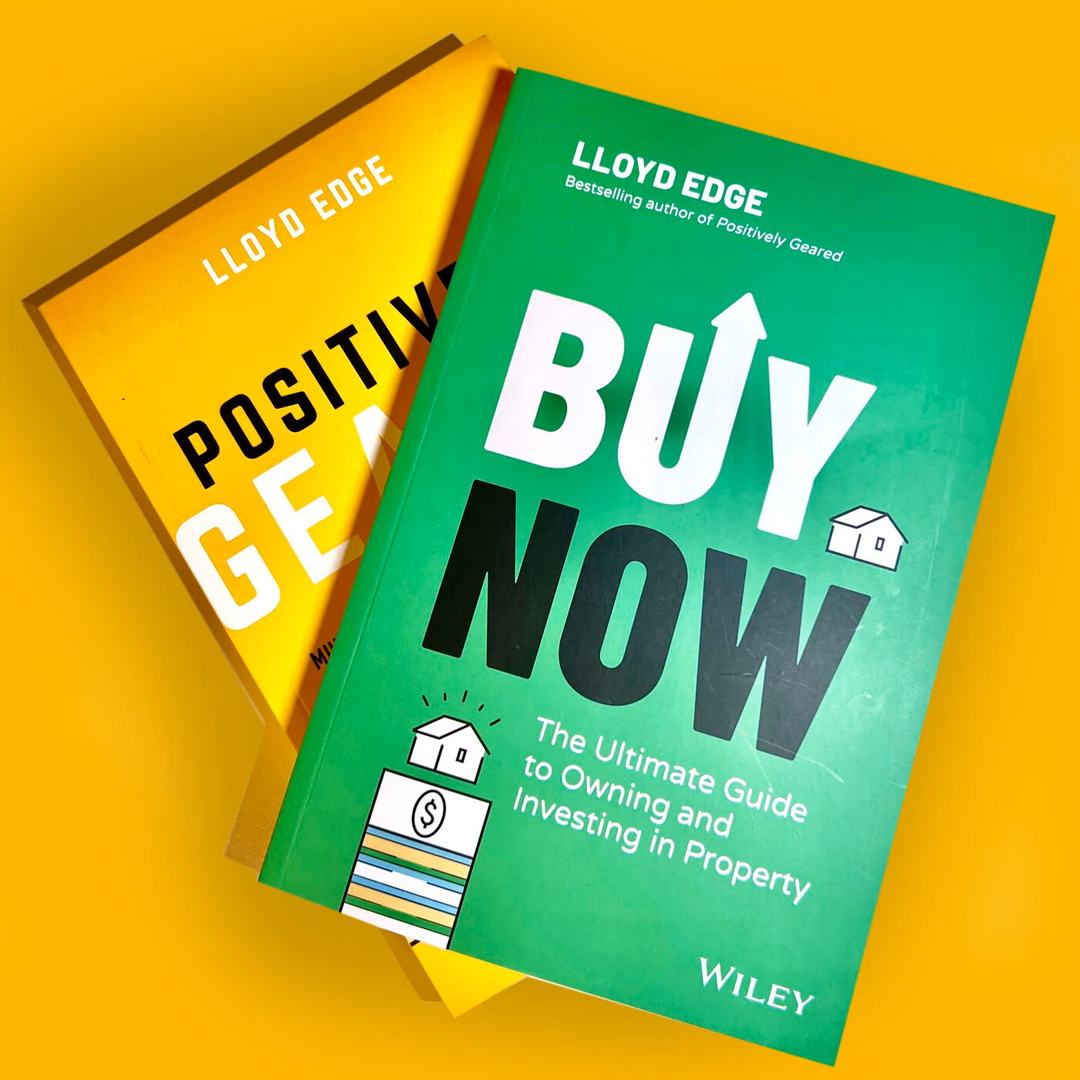 LLOYD EDGE
POSITIV
GEA
LLOYD EDGE
Bestselling author of Positively Geared
BUY
NOW
The Ultimate Guide
to Owning and
Investing in Property
$
WILEY